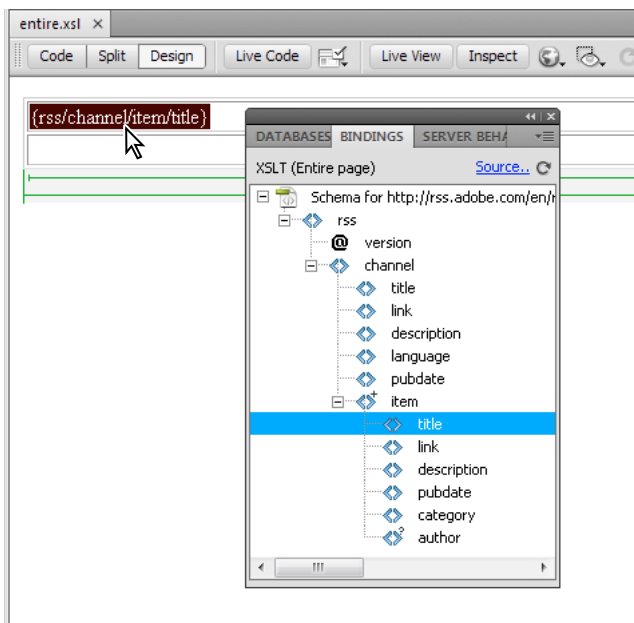 entire.xsl ×
Code Split Design Live Code Live View Inspect
{rss/channel/item/title}
DATABASES BINDINGS SERVER
XSLT (Entire page) Source..
Schema for http://rss.adobe.com/en/
rss
version
channel
title
link
description
language
pubdate
item
title
link
description
pubdate
category
author